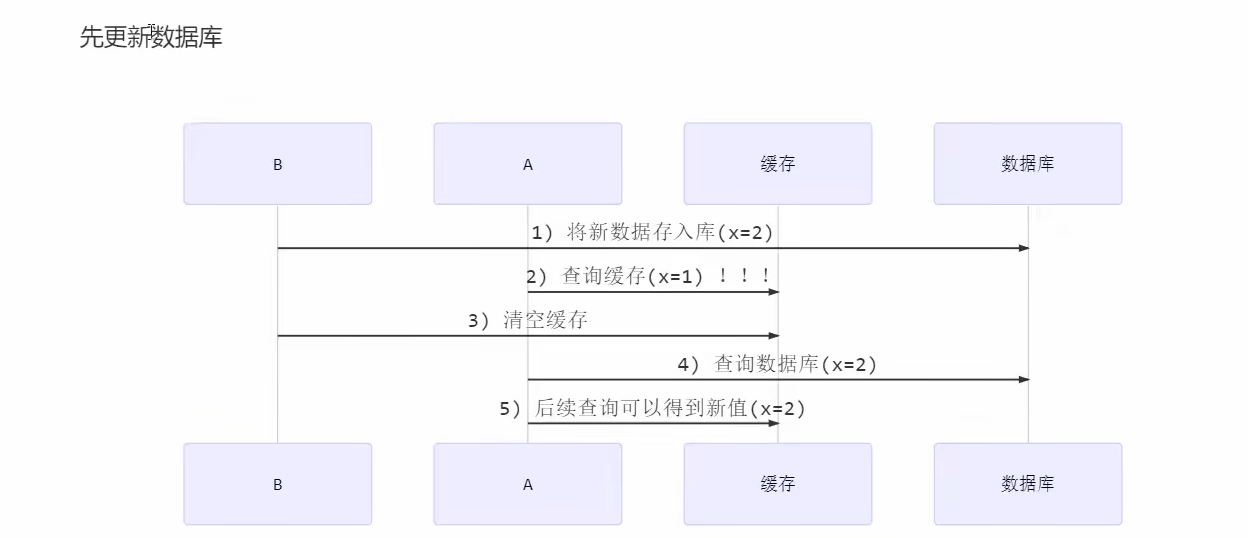 先更新数据库
B
A
缓存
数据库
1) 将新数据存入库(x=2)
2) 查询缓存(x=1) ！！！
3) 清空缓存
4) 查询数据库(x=2)
5) 后续查询可以得到新值(x=2)
B
A
缓存
数据库